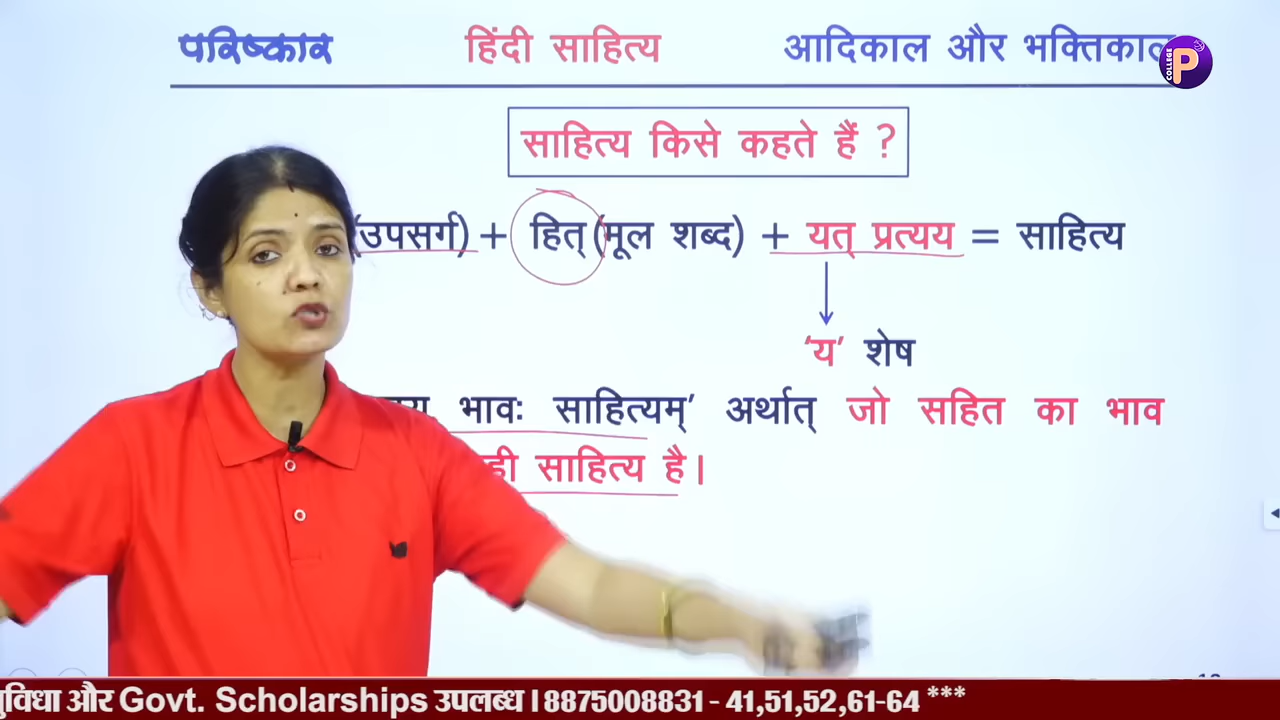 परिष्कार हिंदी साहित्य आदिकाल और भक्तिकाल
COLLEGE P
साहित्य किसे कहते हैं ?
(उपसर्ग) + हित् (मूल शब्द) + यत् प्रत्यय = साहित्य
‘य’ शेष
भावः साहित्यम्’ अर्थात् जो सहित का भाव
ही साहित्य है।
और Govt. Scholarships उपलब्ध । 8875008831 - 41,51,52,61-64 ***